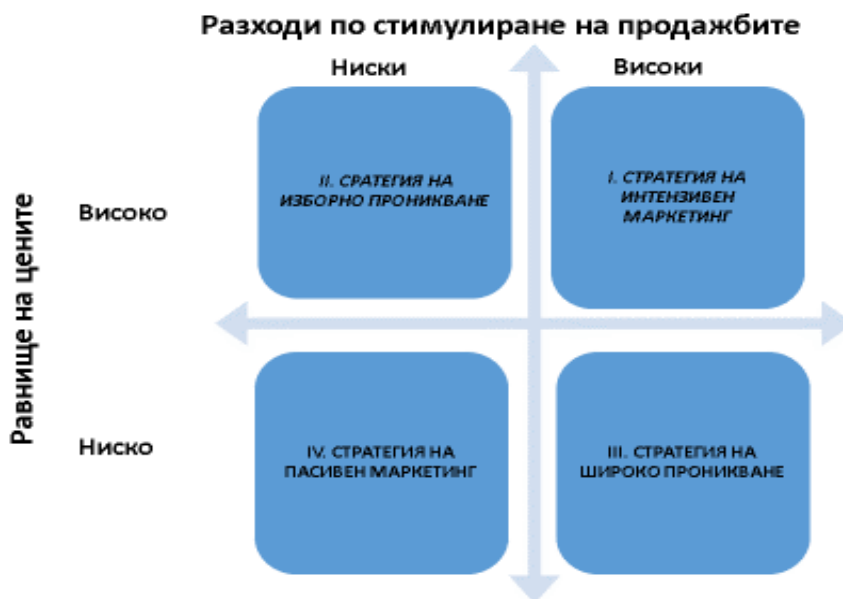 Разходи по стимулиране на продажбите
Ниски
Високи
Равнище на цените
Високо
II. СРАТЕГИЯ НА
ИЗБОРНО ПРОНИКВАНЕ
I. СТРАТЕГИЯ НА
ИНТЕНЗИВЕН
МАРКЕТИНГ
Ниско
IV. СТРАТЕГИЯ НА
ПАСИВЕН МАРКЕТИНГ
III. СТРАТЕГИЯ НА
ШИРОКО ПРОНИКВАНЕ